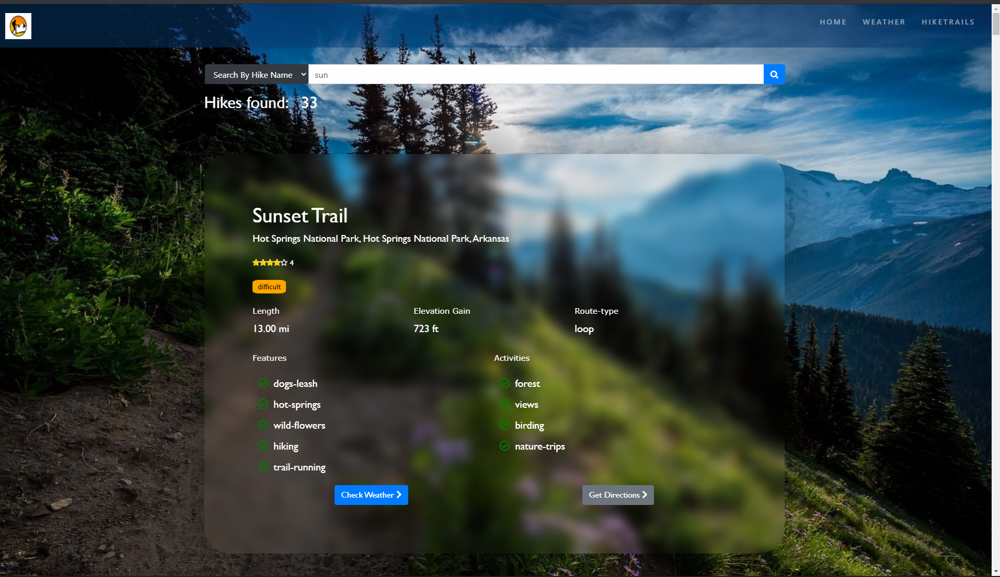 HOME WEATHER HIKETRAILS
Search By Hike Name sun
Hikes found: 33
Sunset Trail
Hot Springs National Park, Hot Springs National Park, Arkansas
4
difficult
Length Elevation Gain Route-type
13.00 mi 723 ft loop
Features Activities
dogs-leash forest
hot-springs views
wild-flowers birding
hiking nature-trips
trail-running
Check Weather Get Directions